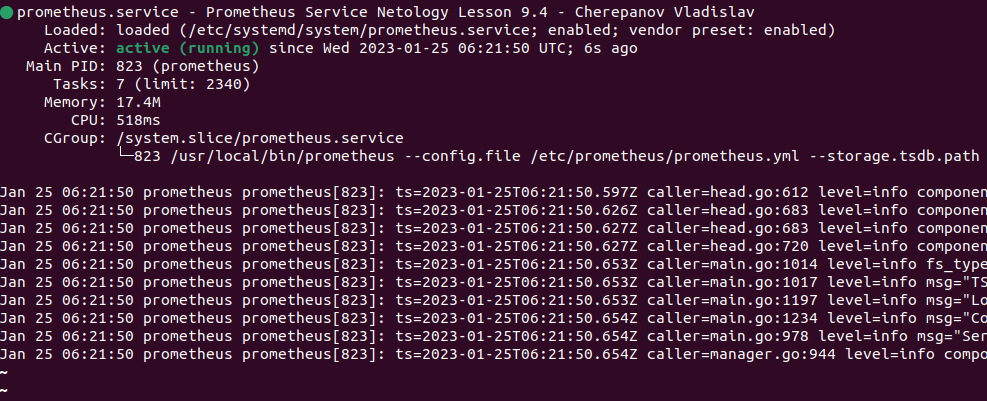 prometheus.service - Prometheus Service Netology Lesson 9.4 - Cherepanov Vladislav
Loaded: loaded (/etc/systemd/system/prometheus.service; enabled; vendor preset: enabled)
Active: active (running) since Wed 2023-01-25 06:21:50 UTC; 6s ago
Main PID: 823 (prometheus)
Tasks: 7 (limit: 2340)
Memory: 17.4M
CPU: 518ms
CGroup: /system.slice/prometheus.service
└─823 /usr/local/bin/prometheus --config.file /etc/prometheus/prometheus.yml --storage.tsdb.path
Jan 25 06:21:50 prometheus prometheus[823]: ts=2023-01-25T06:21:50.597Z caller=head.go:612 level=info componen
Jan 25 06:21:50 prometheus prometheus[823]: ts=2023-01-25T06:21:50.626Z caller=head.go:683 level=info componen
Jan 25 06:21:50 prometheus prometheus[823]: ts=2023-01-25T06:21:50.627Z caller=head.go:683 level=info componen
Jan 25 06:21:50 prometheus prometheus[823]: ts=2023-01-25T06:21:50.627Z caller=head.go:720 level=info componen
Jan 25 06:21:50 prometheus prometheus[823]: ts=2023-01-25T06:21:50.653Z caller=main.go:1014 level=info fs_type
Jan 25 06:21:50 prometheus prometheus[823]: ts=2023-01-25T06:21:50.653Z caller=main.go:1017 level=info msg="TS
Jan 25 06:21:50 prometheus prometheus[823]: ts=2023-01-25T06:21:50.653Z caller=main.go:1197 level=info msg="Lo
Jan 25 06:21:50 prometheus prometheus[823]: ts=2023-01-25T06:21:50.654Z caller=main.go:1234 level=info msg="Co
Jan 25 06:21:50 prometheus prometheus[823]: ts=2023-01-25T06:21:50.654Z caller=main.go:978 level=info msg="Ser
Jan 25 06:21:50 prometheus prometheus[823]: ts=2023-01-25T06:21:50.654Z caller=manager.go:944 level=info compo
~
~